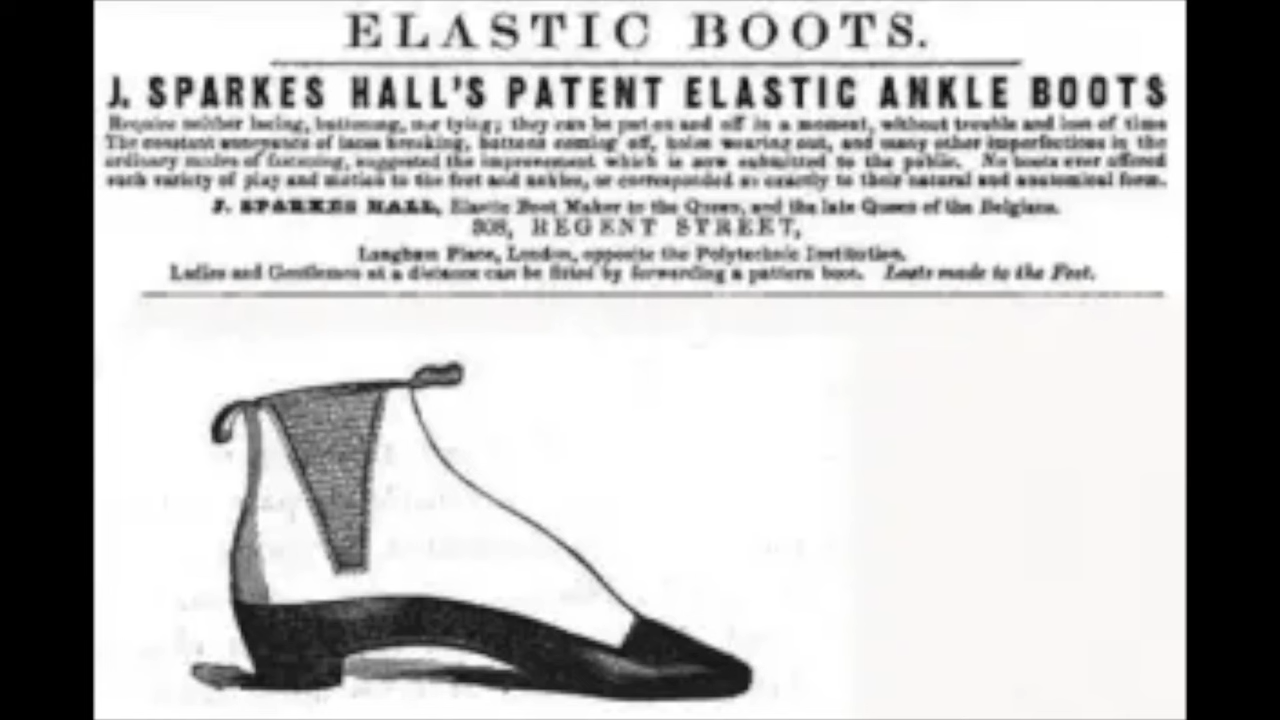 ELASTIC BOOTS.
J. SPARKES HALL'S PATENT ELASTIC ANKLE BOOTS
Require neither lacing, buttoning, nor tying; they can be put on and off in a moment, without trouble and loss of time
The constant annoyance of laces breaking, buttons coming off, holes wearing out, and many other imperfections in the
ordinary modes of fastening, suggested the improvement which is now submitted to the public. No boots ever offered
such variety of play and motion to the feet and ankles, or corresponded so exactly to their natural and anatomical form.
J. SPARKES HALL, Elastic Boot Maker to the Queen, and the late Queen of the Belgians.
308, REGENT STREET,
Langham Place, London, opposite the Polytechnic Institution.
Ladies and Gentlemen at a distance can be fitted by forwarding a pattern boot. Lasts made to the Feet.